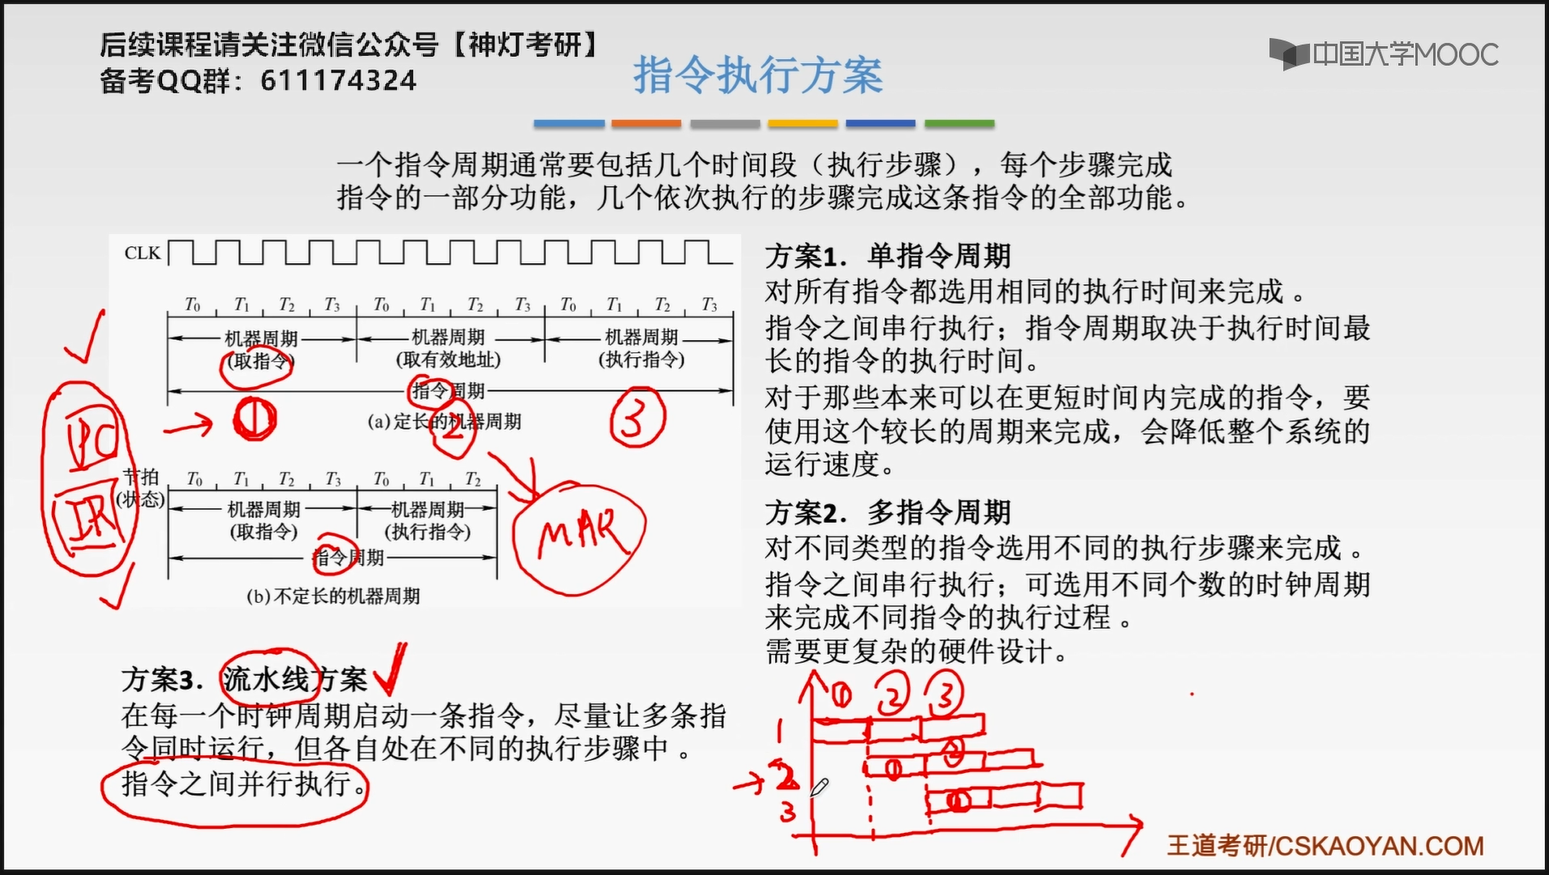 后续课程请关注微信公众号【神灯考研】
备考QQ群：611174324
指令执行方案
中国大学MOOC
一个指令周期通常要包括几个时间段（执行步骤），每个步骤完成
指令的一部分功能，几个依次执行的步骤完成这条指令的全部功能。
CLK
T0 T1 T2 T3 T0 T1 T2 T3 T0 T1 T2 T3
机器周期 机器周期 机器周期
(取指令) (取有效地址) (执行指令)
指令周期
(a)定长的机器周期
① ② ③
PC
IR
MAR
节拍
(状态)
T0 T1 T2 T3 T0 T1 T2
机器周期 机器周期
(取指令) (执行指令)
指令周期
(b)不定长的机器周期
方案1．单指令周期
对所有指令都选用相同的执行时间来完成。
指令之间串行执行；指令周期取决于执行时间最
长的指令的执行时间。
对于那些本来可以在更短时间内完成的指令，要
使用这个较长的周期来完成，会降低整个系统的
运行速度。
方案2．多指令周期
对不同类型的指令选用不同的执行步骤来完成。
指令之间串行执行；可选用不同个数的时钟周期
来完成不同指令的执行过程。
需要更复杂的硬件设计。
方案3．流水线方案
在每一个时钟周期启动一条指令，尽量让多条指
令同时运行，但各自处在不同的执行步骤中。
指令之间并行执行。
① ② ③
1
2 ① ②
3 ①
王道考研/CSKAOYAN.COM